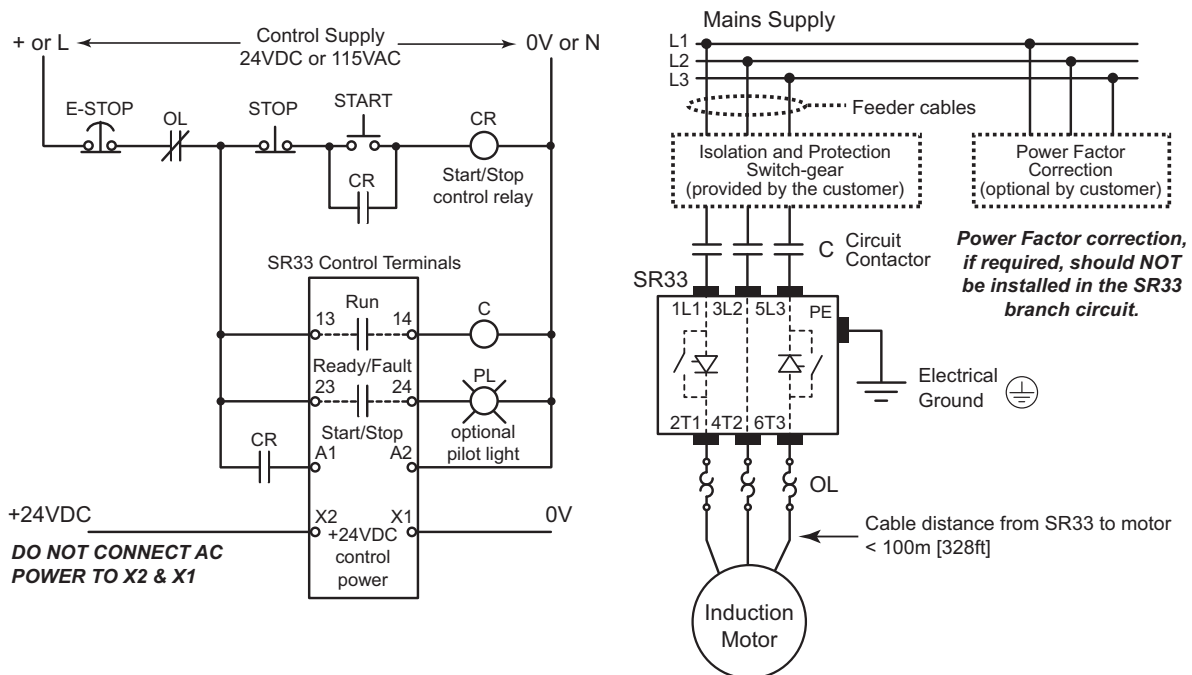 + or L
Control Supply
24VDC or 115VAC
0V or N
E-STOP
OL
STOP
START
CR
CR
Start/Stop
control relay
SR33 Control Terminals
Run
13
14
C
Ready/Fault
23
24
PL
Start/Stop
optional
pilot light
CR
A1
A2
+24VDC
X2
X1
0V
+24VDC
control
power
DO NOT CONNECT AC
POWER TO X2 & X1
Mains Supply
L1
L2
L3
Feeder cables
Isolation and Protection
Switch-gear
(provided by the customer)
Power Factor
Correction
(optional by customer)
C
Circuit
Contactor
Power Factor correction,
if required, should NOT
be installed in the SR33
branch circuit.
SR33
1L1 3L2 5L3
PE
Electrical
Ground
2T1 4T2 6T3
OL
Cable distance from SR33 to motor
< 100m [328ft]
Induction
Motor